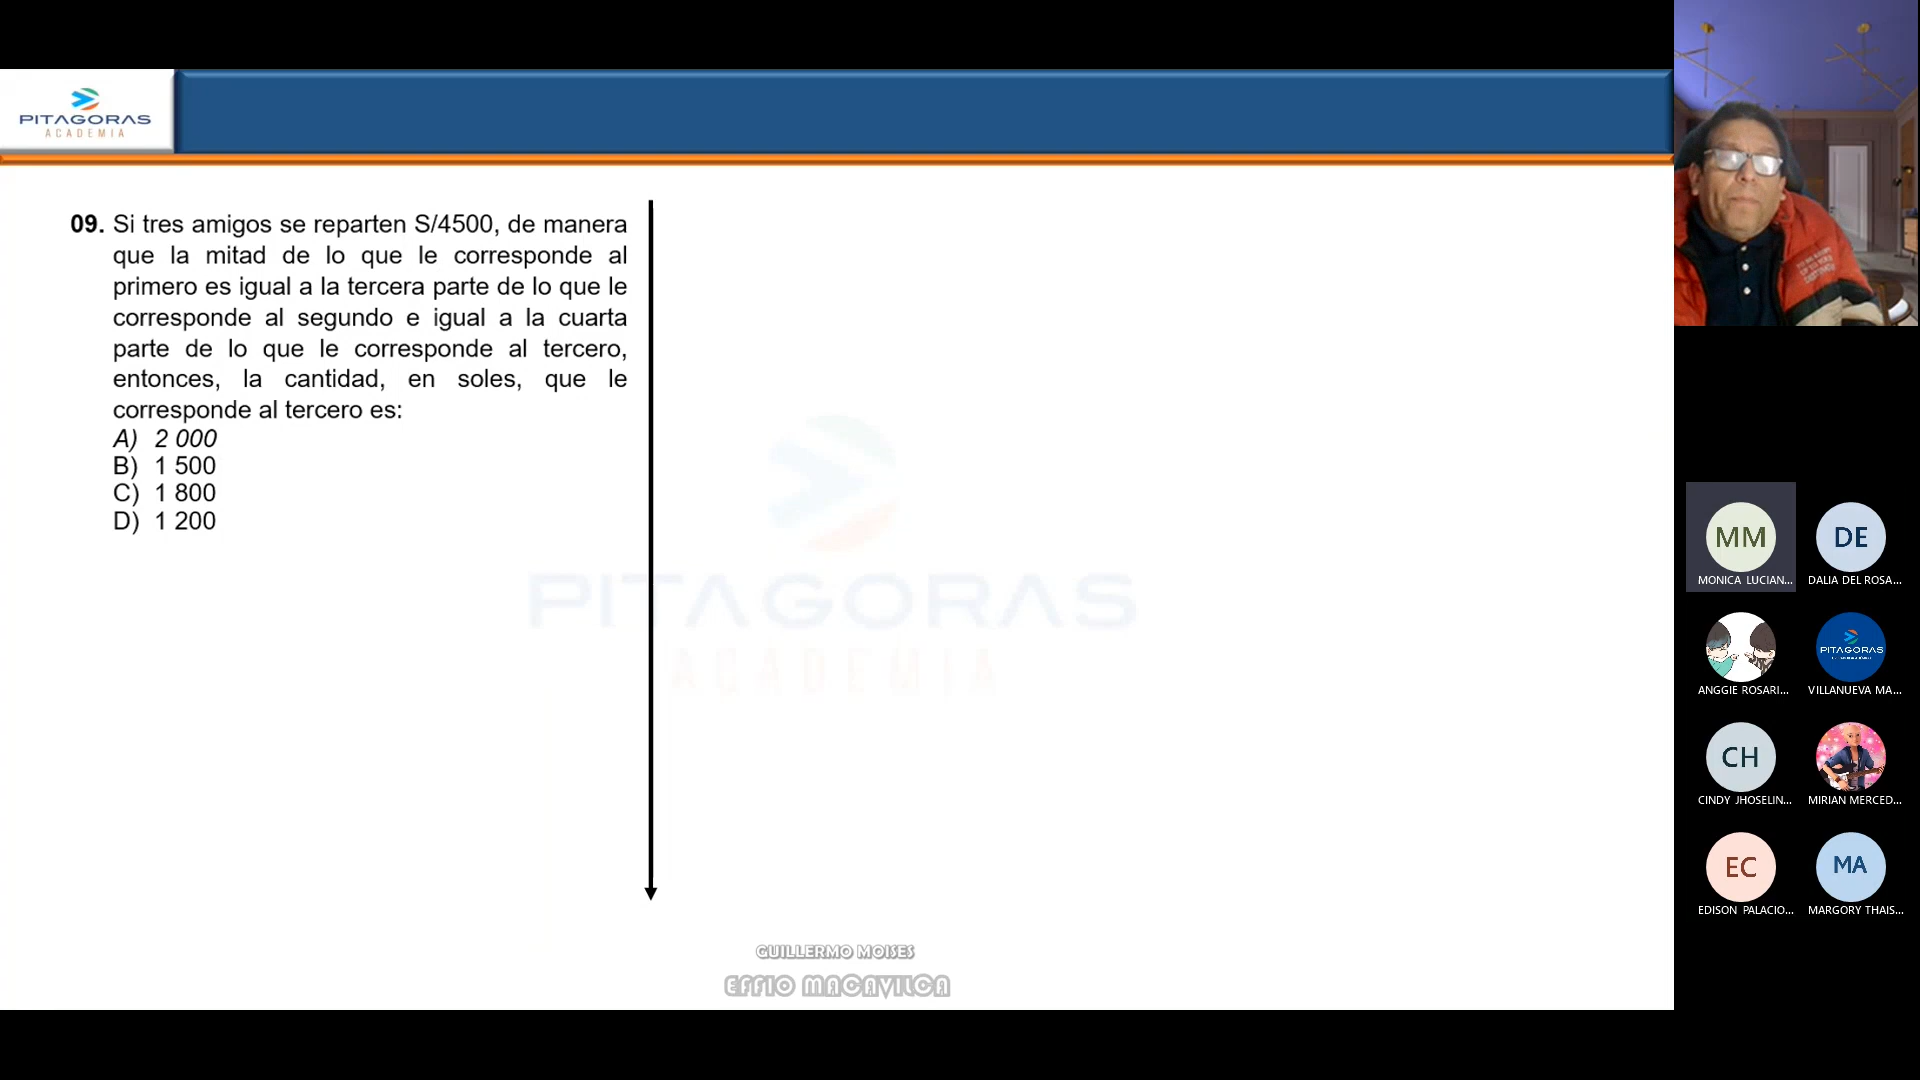 PITAGORAS
ACADEMIA
09. Si tres amigos se reparten S/4500, de manera
que la mitad de lo que le corresponde al
primero es igual a la tercera parte de lo que le
corresponde al segundo e igual a la cuarta
parte de lo que le corresponde al tercero,
entonces, la cantidad, en soles, que le
corresponde al tercero es:
A) 2 000
B) 1 500
C) 1 800
D) 1 200
PITAGORAS
ACADEMIA
GUILLERMO MOISES
EFFIO MACAVILCA
MM
MONICA LUCIAN...
DE
DALIA DEL ROSA...
ANGGIE ROSARI...
PITAGORAS
VILLANUEVA MA...
CH
CINDY JHOSELIN...
MIRIAN MERCED...
EC
EDISON PALACIO...
MA
MARGORY THAIS...